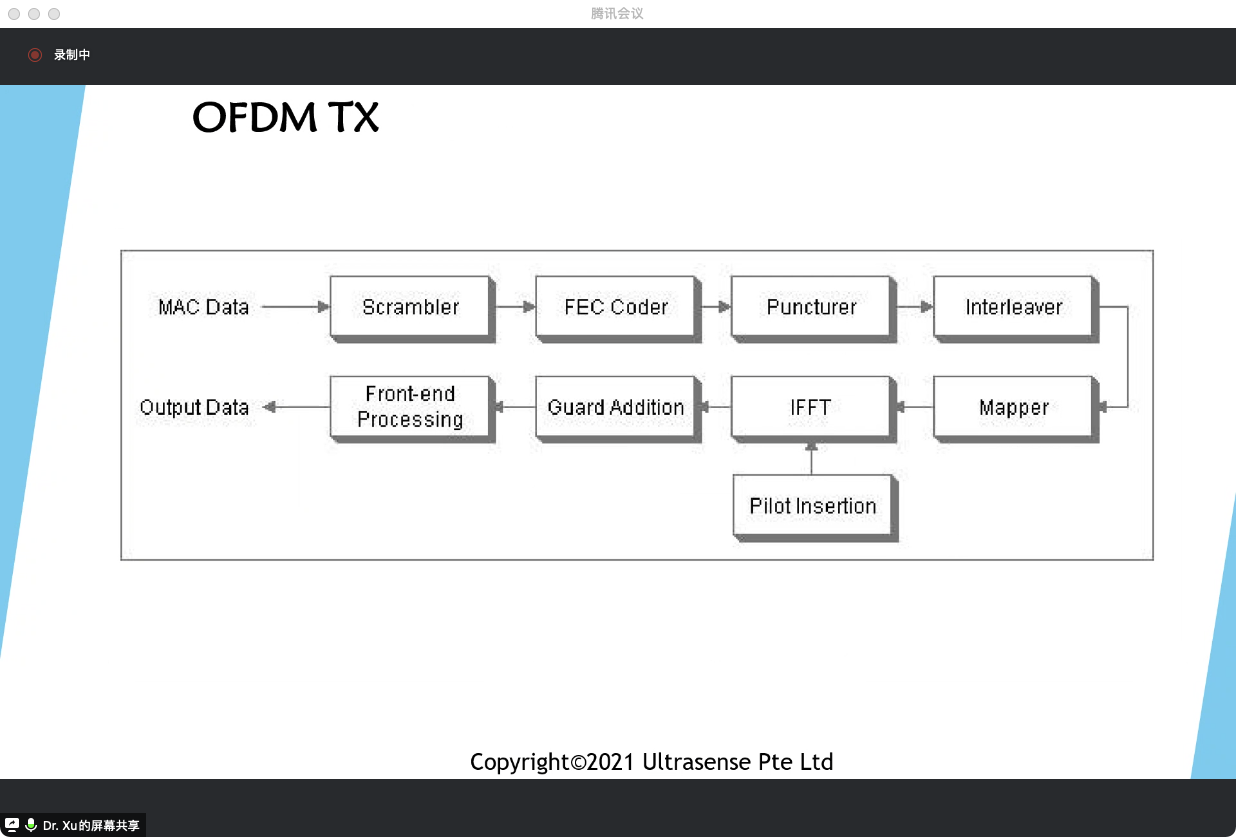 腾讯会议
录制中
OFDM TX
MAC Data
Scrambler
FEC Coder
Puncturer
Interleaver
Output Data
Front-end
Processing
Guard Addition
IFFT
Mapper
Pilot Insertion
Copyright©2021 Ultrasense Pte Ltd
Dr. Xu的屏幕共享